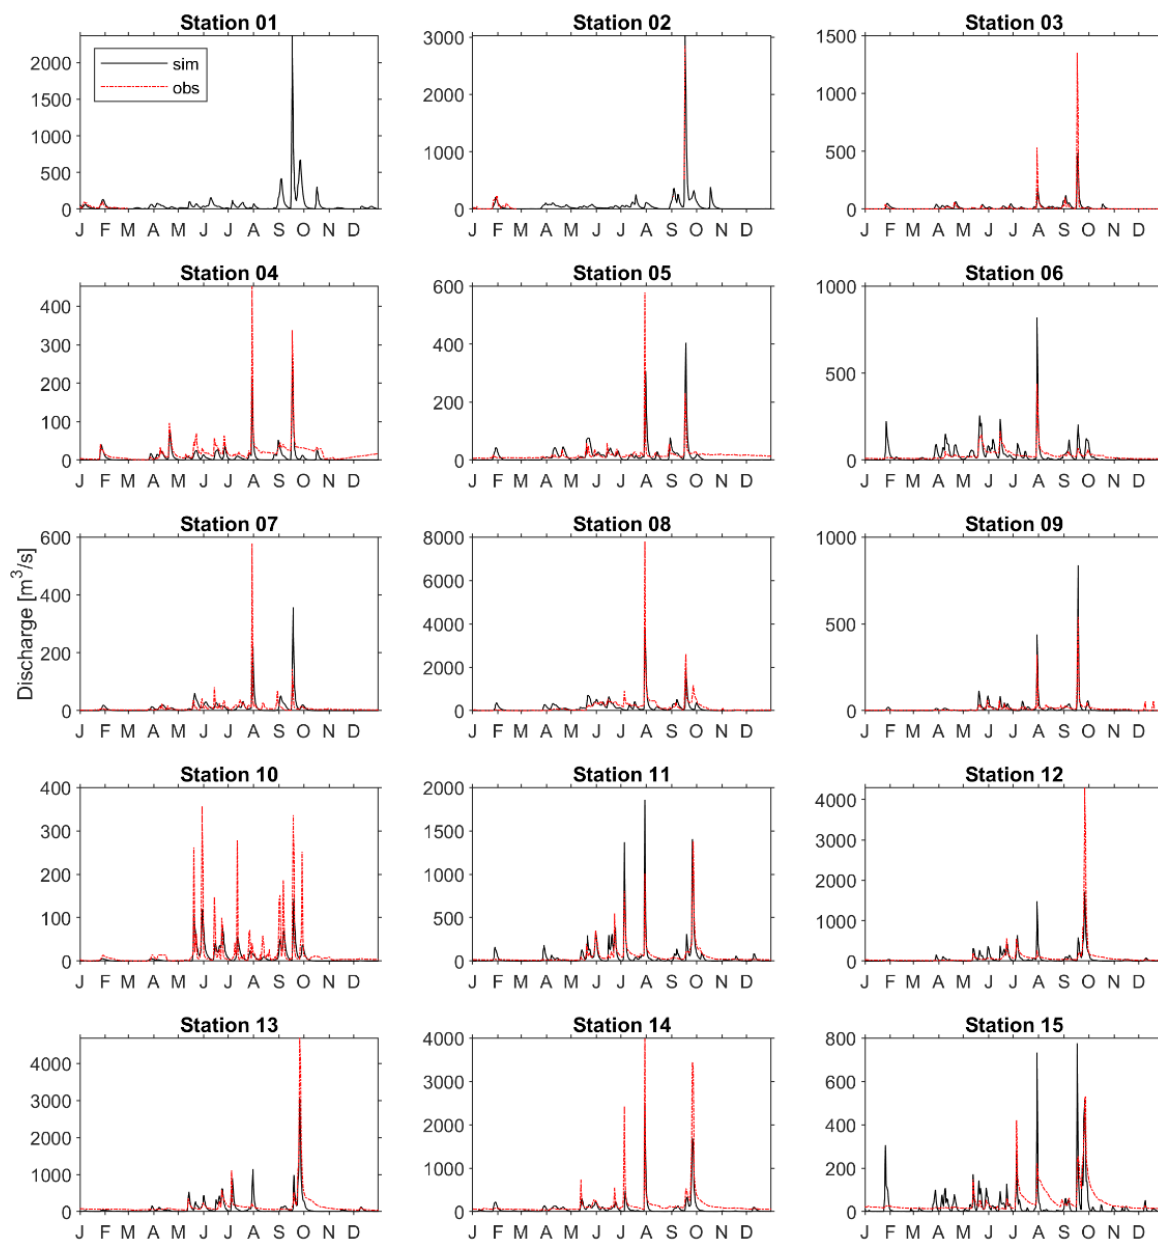 Station 01
2000
1500
1000
500
0
sim
obs
J F M A M J J A S O N D
Station 02
3000
2000
1000
0
J F M A M J J A S O N D
Station 03
1500
1000
500
0
J F M A M J J A S O N D
Station 04
400
300
200
100
0
J F M A M J J A S O N D
Station 05
600
400
200
0
J F M A M J J A S O N D
Station 06
1000
500
0
J F M A M J J A S O N D
Discharge [m³/s]
Station 07
600
400
200
0
J F M A M J J A S O N D
Station 08
8000
6000
4000
2000
0
J F M A M J J A S O N D
Station 09
1000
500
0
J F M A M J J A S O N D
Station 10
400
300
200
100
0
J F M A M J J A S O N D
Station 11
2000
1500
1000
500
0
J F M A M J J A S O N D
Station 12
4000
3000
2000
1000
0
J F M A M J J A S O N D
Station 13
4000
3000
2000
1000
0
J F M A M J J A S O N D
Station 14
4000
3000
2000
1000
0
J F M A M J J A S O N D
Station 15
800
600
400
200
0
J F M A M J J A S O N D